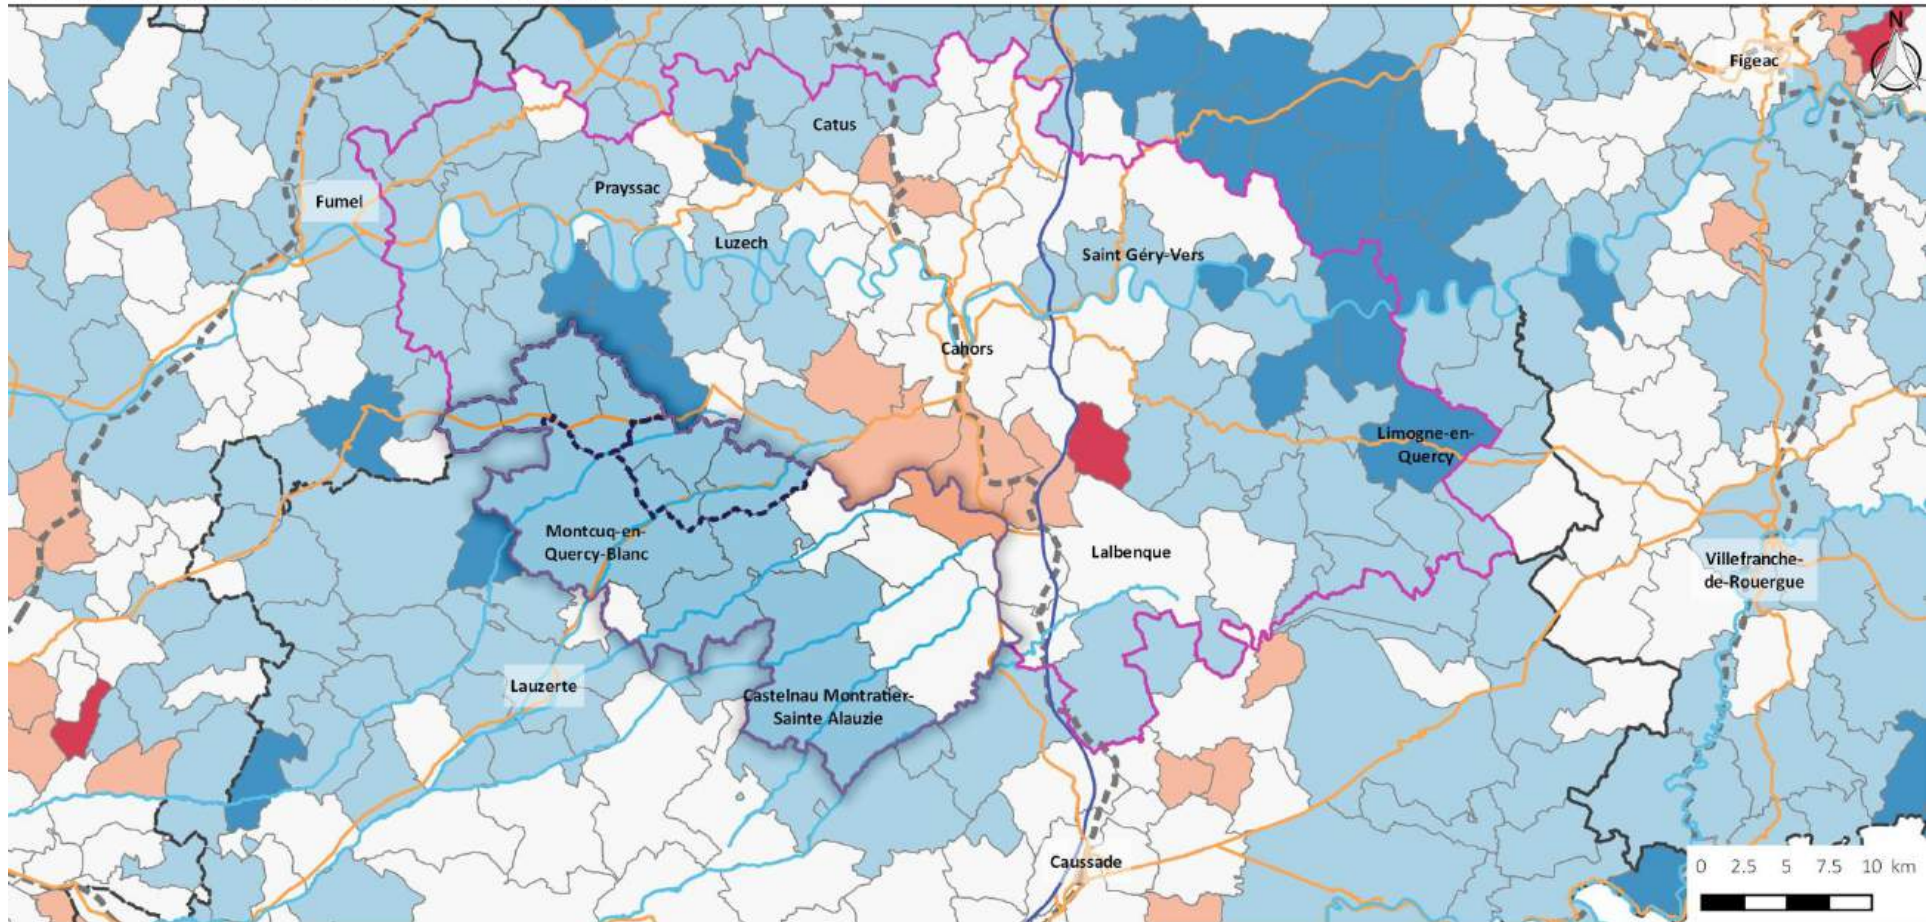 N
Figeac
Catus
Prayssac
Fumel
Luzech
Saint Géry-Vers
Cahors
Limogne-en-
Quercy
Montcuq-en-
Quercy-Blanc
Lalbenque
Villefranche-
de-Rouergue
Lauzerte
Castelnau Montratier-
Sainte Alauzie
Caussade
0 2.5 5 7.5 10 km